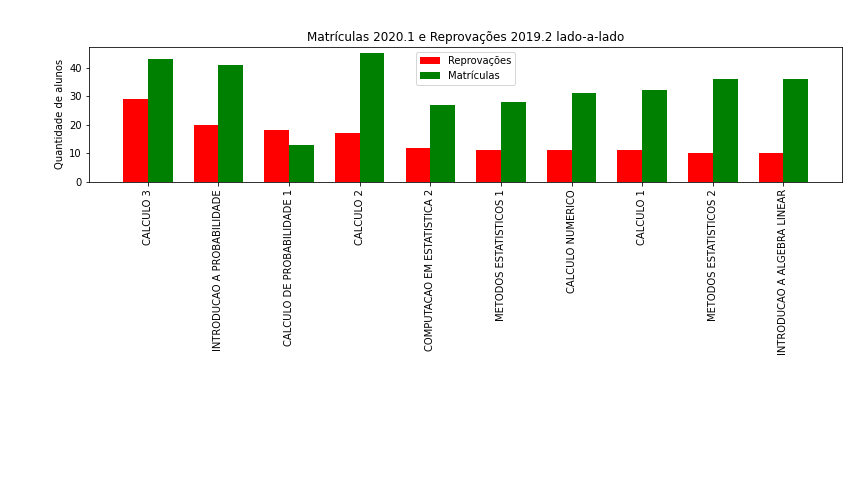 Matrículas 2020.1 e Reprovações 2019.2 lado-a-lado
Quantidade de alunos
40
30
20
10
0
Reprovações
Matrículas
CALCULO 3
INTRODUCAO A PROBABILIDADE
CALCULO DE PROBABILIDADE 1
CALCULO 2
COMPUTACAO EM ESTATISTICA 2
METODOS ESTATISTICOS 1
CALCULO NUMERICO
CALCULO 1
METODOS ESTATISTICOS 2
INTRODUCAO A ALGEBRA LINEAR